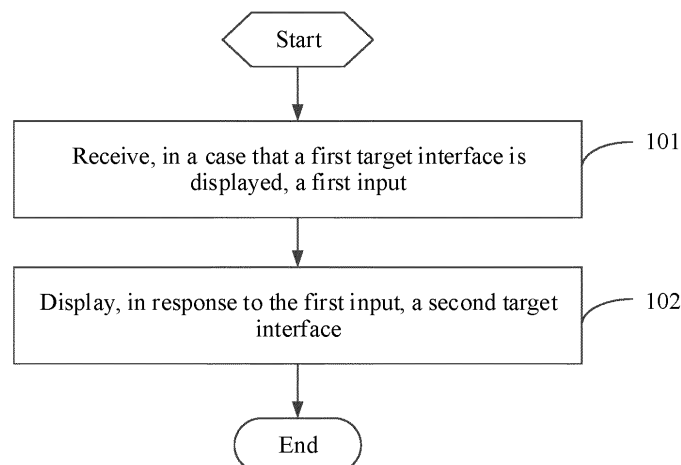 Start
Receive, in a case that a first target interface is
displayed, a first input
101
Display, in response to the first input, a second target
interface
102
End